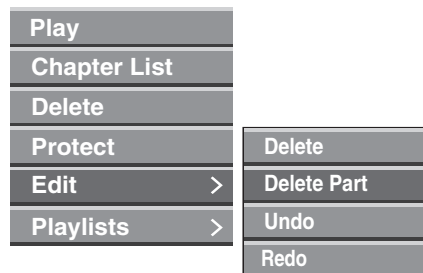 Play
Chapter List
Delete
Protect
Edit >
Playlists >
Delete
Delete Part
Undo
Redo